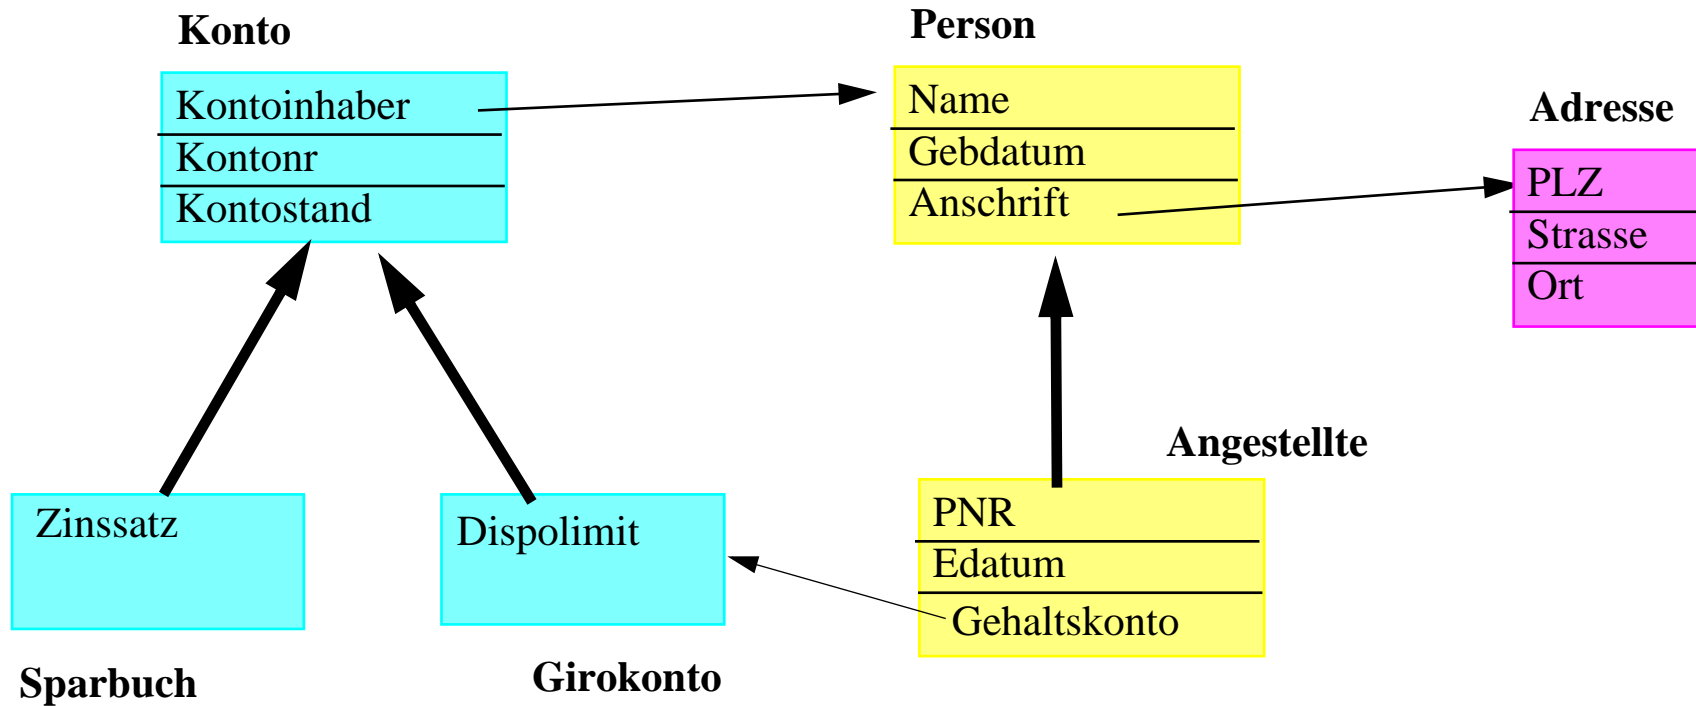 Konto
Kontoinhaber
Kontonr
Kontostand
Person
Name
Gebdatum
Anschrift
Adresse
PLZ
Strasse
Ort
Zinssatz
Sparbuch
Dispolimit
Girokonto
Angestellte
PNR
Edatum
Gehaltskonto